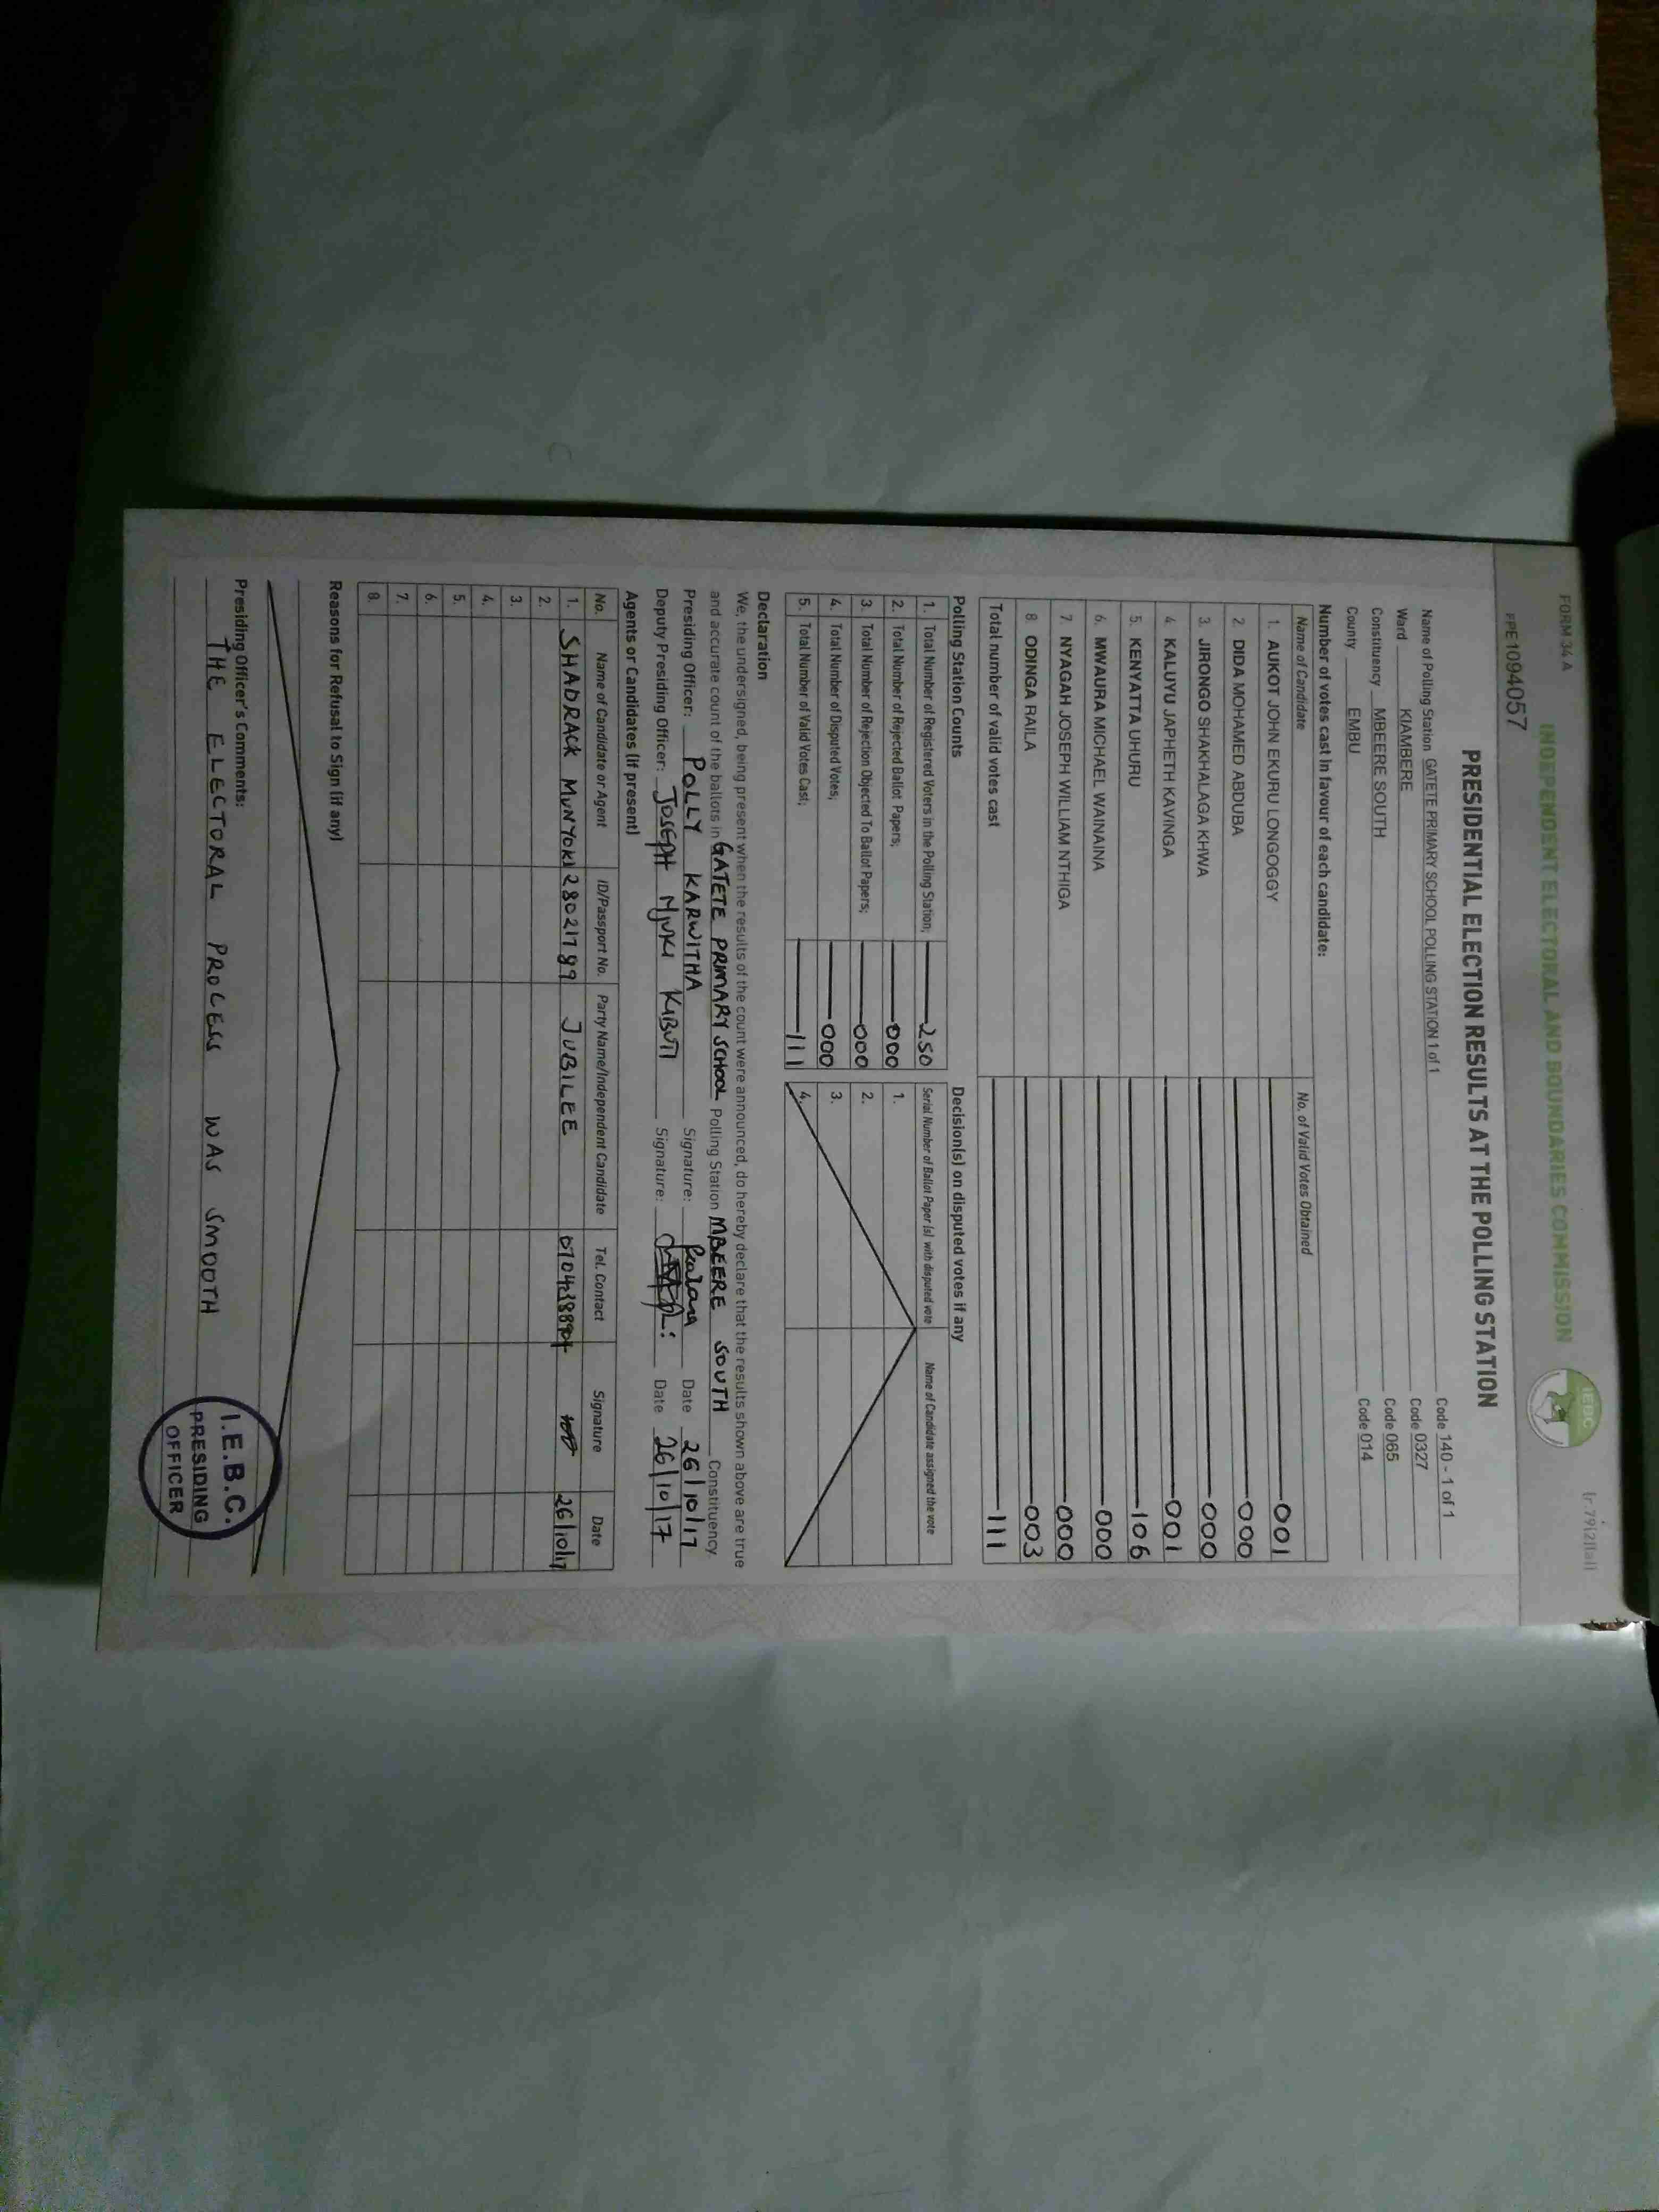 FORM 34 A
INDEPENDENT ELECTORAL AND BOUNDARIES COMMISSION
IEBC
PPE1094057
PRESIDENTIAL ELECTION RESULTS AT THE POLLING STATION
Name of Polling Station GATETE PRIMARY SCHOOL POLLING STATION 1 of 1 Code 140 - 1 of 1
Ward KIAMBERE Code 0327
Constituency MBEERE SOUTH Code 065
County EMBU Code 014
Number of votes cast in favour of each candidate:
Name of Candidate No. of Valid Votes Obtained
1. AUKOT JOHN EKURU LONGOGGY 001
2. DIDA MOHAMED ABDUBA 000
3. JIRONGO SHAKHALAGA KHWA 000
4. KALUYU JAPHETH KAVINGA 001
5. KENYATTA UHURU 106
6. MWAURA MICHAEL WAINAINA 000
7. NYAGAH JOSEPH WILLIAM NTHIGA 000
8. ODINGA RAILA 003
Total number of valid votes cast 111
Polling Station Counts
1. Total Number of Registered Voters in the Polling Station; 250
2. Total Number of Rejected Ballot Papers; 000
3. Total Number of Rejection Objected To Ballot Papers; 000
4. Total Number of Disputed Votes; 000
5. Total Number of Valid Votes Cast; 111
Decision(s) on disputed votes if any
Serial Number of Ballot Paper (s) with disputed vote Name of Candidate assigned the vote
1.
2.
3.
4.
Declaration
We, the undersigned, being present when the results of the count were announced, do hereby declare that the results shown above are true
and accurate count of the ballots in GATETE PRIMARY SCHOOL Polling Station MBEERE SOUTH Constituency.
Presiding Officer: POLLY KARWITHA Signature: Date 26/10/17
Deputy Presiding Officer: JOSEPH NJUKI KIBUTI Signature: Date 26/10/17
Agents or Candidates (if present)
No. Name of Candidate or Agent ID/Passport No. Party Name/Independent Candidate Tel. Contact Signature Date
1. SHADRACK MUNYOKI 28021789 JUBILEE 26/10/17
2.
3.
4.
5.
6.
7.
8.
Reasons for Refusal to Sign (if any)
Presiding Officer's Comments:
THE ELECTORAL PROCESS WAS SMOOTH
I.E.B.C.
PRESIDING
OFFICER